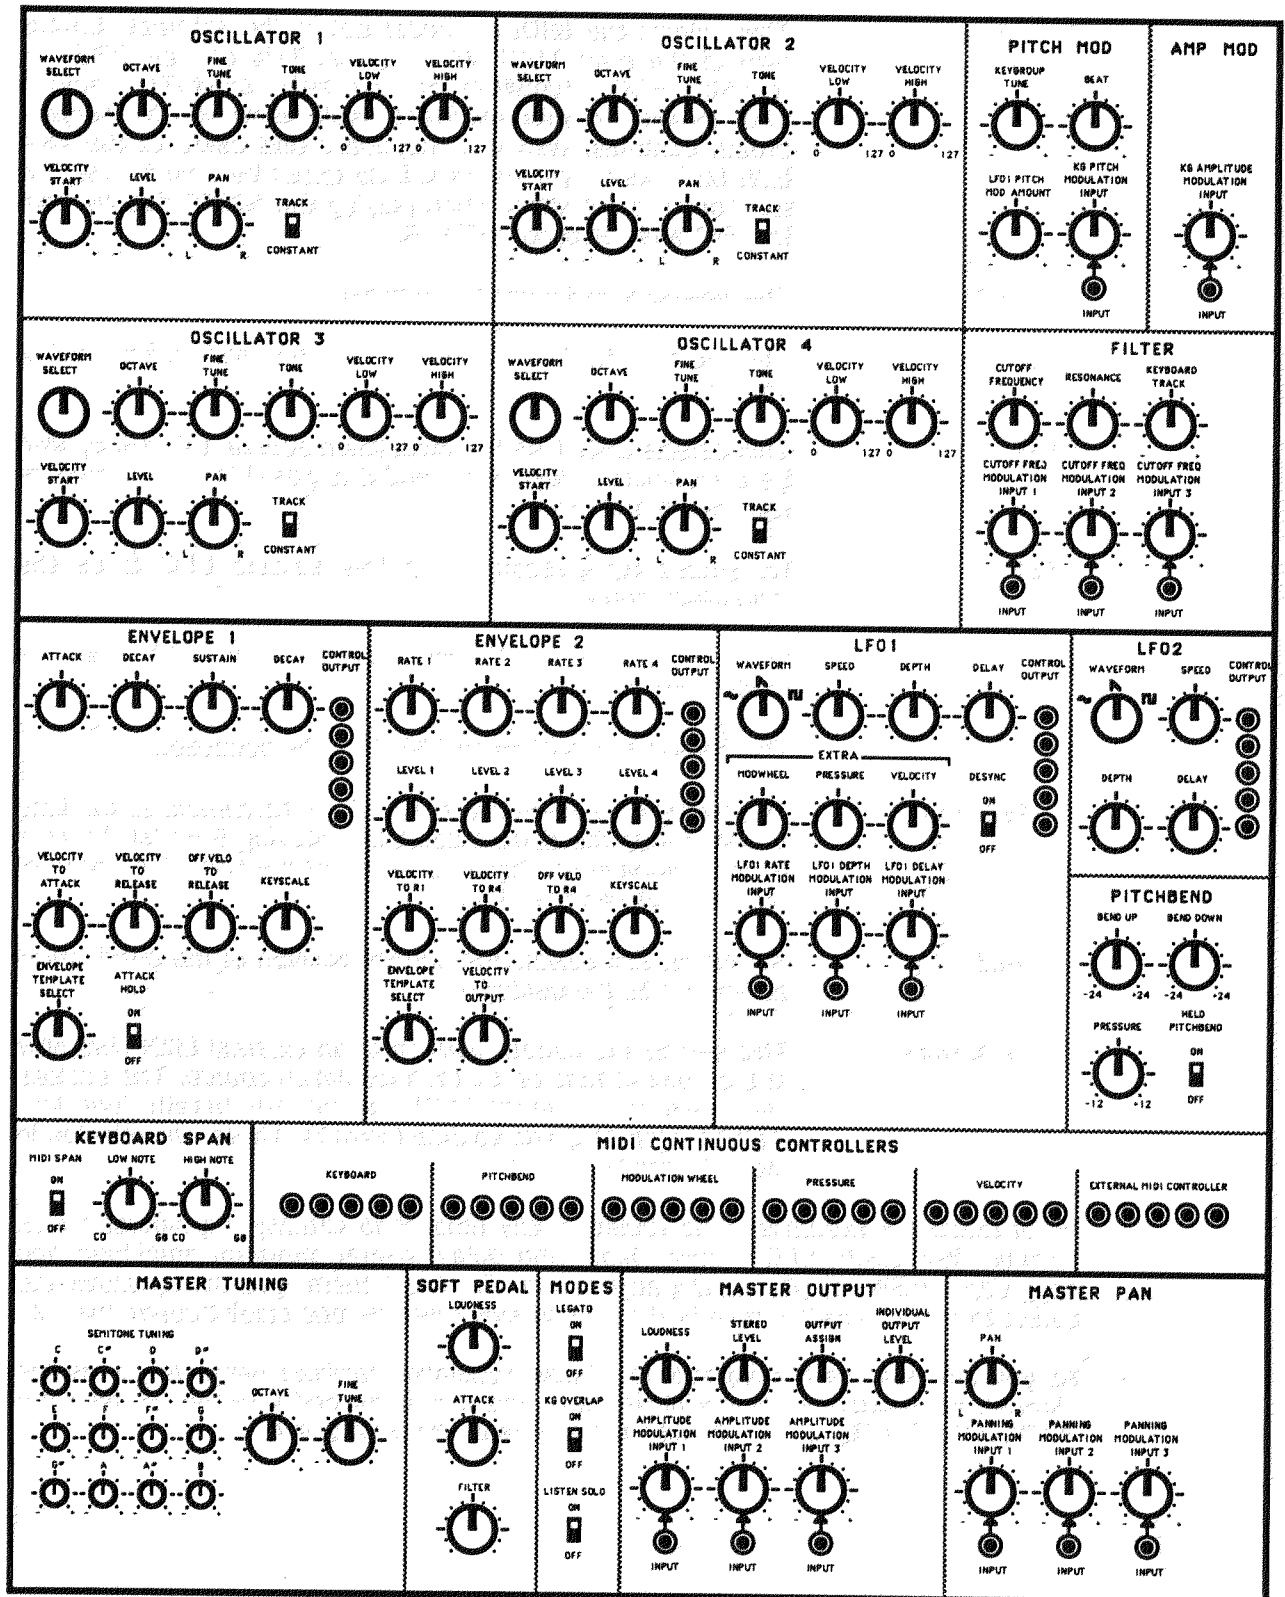 OSCILLATOR 1
WAVEFORM SELECT
OCTAVE
FINE TUNE
TONE
VELOCITY LOW
VELOCITY HIGH
- + - + - + 0 127 0 127
VELOCITY START
LEVEL
PAN
TRACK
CONSTANT
- + - + L R
OSCILLATOR 2
WAVEFORM SELECT
OCTAVE
FINE TUNE
TONE
VELOCITY LOW
VELOCITY HIGH
- + - + - + 0 127 0 127
VELOCITY START
LEVEL
PAN
TRACK
CONSTANT
- + - + L R
PITCH MOD
KEYGROUP TUNE
BEAT
LFO1 PITCH MOD AMOUNT
KG PITCH MODULATION INPUT
INPUT
AMP MOD
KG AMPLITUDE MODULATION INPUT
INPUT
OSCILLATOR 3
WAVEFORM SELECT
OCTAVE
FINE TUNE
TONE
VELOCITY LOW
VELOCITY HIGH
- + - + - + 0 127 0 127
VELOCITY START
LEVEL
PAN
TRACK
CONSTANT
- + - + L R
OSCILLATOR 4
WAVEFORM SELECT
OCTAVE
FINE TUNE
TONE
VELOCITY LOW
VELOCITY HIGH
- + - + - + 0 127 0 127
VELOCITY START
LEVEL
PAN
TRACK
CONSTANT
- + - + L R
FILTER
CUTOFF FREQUENCY
RESONANCE
KEYBOARD TRACK
CUTOFF FREQ MODULATION INPUT 1
CUTOFF FREQ MODULATION INPUT 2
CUTOFF FREQ MODULATION INPUT 3
INPUT INPUT INPUT
ENVELOPE 1
ATTACK
DECAY
SUSTAIN
DECAY
CONTROL OUTPUT
VELOCITY TO ATTACK
VELOCITY TO RELEASE
OFF VELO TO RELEASE
KEYSCALE
ENVELOPE TEMPLATE SELECT
ATTACK HOLD
ON
OFF
ENVELOPE 2
RATE 1
RATE 2
RATE 3
RATE 4
CONTROL OUTPUT
LEVEL 1
LEVEL 2
LEVEL 3
LEVEL 4
VELOCITY TO R1
VELOCITY TO R4
OFF VELO TO R4
KEYSCALE
ENVELOPE TEMPLATE SELECT
VELOCITY TO OUTPUT
LFO1
WAVEFORM
SPEED
DEPTH
DELAY
CONTROL OUTPUT
EXTRA
MODWHEEL
PRESSURE
VELOCITY
DESYNC
ON
OFF
LFO1 RATE MODULATION INPUT
LFO1 DEPTH MODULATION INPUT
LFO1 DELAY MODULATION INPUT
INPUT INPUT INPUT
LFO2
WAVEFORM
SPEED
CONTROL OUTPUT
DEPTH
DELAY
PITCHBEND
BEND UP
BEND DOWN
-24 +24 -24 +24
PRESSURE
HELD PITCHBEND
ON
OFF
-12 +12
KEYBOARD SPAN
MIDI SPAN
ON
OFF
LOW NOTE
HIGH NOTE
C0 G8 C0 G8
MIDI CONTINUOUS CONTROLLERS
KEYBOARD
PITCHBEND
MODULATION WHEEL
PRESSURE
VELOCITY
EXTERNAL MIDI CONTROLLER
MASTER TUNING
SEMITONE TUNING
C C# D D#
E F F# G
G# A A# B
OCTAVE
FINE TUNE
SOFT PEDAL
LOUDNESS
ATTACK
FILTER
MODES
LEGATO
ON
OFF
KG OVERLAP
ON
OFF
LISTEN SOLO
ON
OFF
MASTER OUTPUT
LOUDNESS
STEREO LEVEL
OUTPUT ASSIGN
INDIVIDUAL OUTPUT LEVEL
AMPLITUDE MODULATION INPUT 1
AMPLITUDE MODULATION INPUT 2
AMPLITUDE MODULATION INPUT 3
INPUT INPUT INPUT
MASTER PAN
PAN
L R
PANNING MODULATION INPUT 1
PANNING MODULATION INPUT 2
PANNING MODULATION INPUT 3
INPUT INPUT INPUT